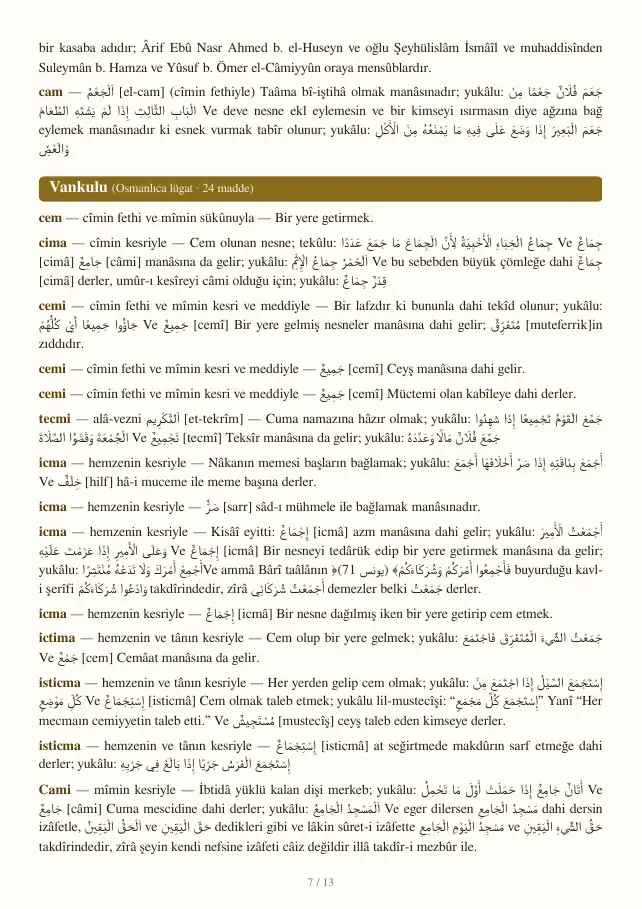 bir kasaba adıdır; Ârif Ebû Nasr Ahmed b. el-Huseyn ve oğlu Şeyhülislâm İsmâîl ve muhaddisînden
Suleymân b. Hamza ve Yûsuf b. Ömer el-Câmiyyûn oraya mensûblardır.
cam — اَلْجَعْمُ [el-cam] (cîmin fethiyle) Taâma bî-iştihâ olmak manâsınadır; yukâlu: جَعَمَ فُلَانٌ جَعْمًا مِنَ
الْبَابِ الثَّالِثِ إِذَا لَمْ يَشْتَهِ الطَّعَامَ Ve deve nesne ekl eylemesin ve bir kimseyi ısırmasın diye ağzına bağ
eylemek manâsınadır ki esnek vurmak tabîr olunur; yukâlu: جَعَمَ الْبَعِيرَ إِذَا وَضَعَ عَلَى فِيهِ مَا يَمْنَعُهُ مِنَ الْأَكْلِ
وَالْعَضِّ
Vankulu (Osmanlıca lügat · 24 madde)
cem — cîmin fethi ve mîmin sükûnuyla — Bir yere getirmek.
cima — cîmin kesriyle — Cem olunan nesne; tekûlu: جِمَاعُ الْخِبَاءِ الْأَخْبِيَةُ لِأَنَّ الْجِمَاعَ مَا جَمَعَ عَدَدًا Ve جِمَاعٌ
[cimâ] جَامِعٌ [câmi] manâsına da gelir; yukâlu: اَلْخَمْرُ جِمَاعُ الْإِثْمِ Ve bu sebebden büyük çömleğe dahi جِمَاعٌ
[cimâ] derler, umûr-ı kesîreyi câmi olduğu için; yukâlu: قِدْرٌ جِمَاعٌ
cemi — cîmin fethi ve mîmin kesri ve meddiyle — Bir lafzdır ki bununla dahi tekîd olunur; yukâlu:
جَاؤُوا جَمِيعًا أَيْ كُلُّهُمْ Ve جَمِيعٌ [cemî] Bir yere gelmiş nesneler manâsına dahi gelir; مُتَفَرِّقٌ [muteferrik]in
zıddıdır.
cemi — cîmin fethi ve mîmin kesri ve meddiyle — جَمِيعٌ [cemî] Ceyş manâsına dahi gelir.
cemi — cîmin fethi ve mîmin kesri ve meddiyle — جَمِيعٌ [cemî] Müctemi olan kabîleye dahi derler.
tecmi — alâ-vezni اَلتَّكْرِيم [et-tekrîm] — Cuma namazına hâzır olmak; yukâlu: جَمَّعَ الْقَوْمُ تَجْمِيعًا إِذَا شَهِدُوا
الْجُمْعَةَ وَقَضَوُا الصَّلَاةَ Ve تَجْمِيعٌ [tecmî] Teksîr manâsına da gelir; yukâlu: جَمَّعَ فُلَانٌ مَالًا وَعَدَّدَهُ
icma — hemzenin kesriyle — Nâkanın memesi başların bağlamak; yukâlu: أَجْمَعَ بِنَاقَتِهِ إِذَا صَرَّ أَخْلَافَهَا أَجْمَعَ
Ve خِلْفٌ [hilf] hâ-i muceme ile meme başına derler.
icma — hemzenin kesriyle — صَرٌّ [sarr] sâd-ı mühmele ile bağlamak manâsınadır.
icma — hemzenin kesriyle — Kisâî eyitti: إِجْمَاعٌ [icmâ] azm manâsına dahi gelir; yukâlu: أَجْمَعْتُ الْأَمِيرَ
وَعَلَى الْأَمِيرِ إِذَا عَزَمْتَ عَلَيْهِ Ve إِجْمَاعٌ [icmâ] Bir nesneyi tedârük edip bir yere getirmek manâsına da gelir;
yukâlu: أَجْمِعْ أَمْرَكَ وَلَا تَدَعْهُ مُنْتَشِرًا Ve ammâ Bârî taâlânın ﴿فَأَجْمِعُوا أَمْرَكُمْ وَشُرَكَاءَكُمْ﴾ (يونس 71) buyurduğu kavl-
i şerîfi وَادْعُوا شُرَكَاءَكُمْ takdîrindedir, zîrâ أَجْمَعْتُ شُرَكَائِي demezler belki جَمَعْتُ derler.
icma — hemzenin kesriyle — إِجْمَاعٌ [icmâ] Bir nesne dağılmış iken bir yere getirip cem etmek.
ictima — hemzenin ve tânın kesriyle — Cem olup bir yere gelmek; yukâlu: جَمَعْتُ الشَّيءَ الْمُتَفَرِّقَ فَاجْتَمَعَ
Ve جَمْعٌ [cem] Cemâat manâsına da gelir.
isticma — hemzenin ve tânın kesriyle — Her yerden gelip cem olmak; yukâlu: إِسْتَجْمَعَ السَّيْلُ إِذَا اجْتَمَعَ مِنْ
كُلِّ مَوْضِعٍ Ve إِسْتِجْمَاعٌ [isticmâ] Cem olmak taleb etmek; yukâlu lil-mustecîşi: “إِسْتَجْمَعَ كُلَّ مَجْمَعٍ” Yanî “Her
mecmaın cemiyyetin taleb etti.” Ve مُسْتَجِيشٌ [mustecîş] ceyş taleb eden kimseye derler.
isticma — hemzenin ve tânın kesriyle — إِسْتِجْمَاعٌ [isticmâ] at seğirtmede makdûrın sarf etmeğe dahi
derler; yukâlu: إِسْتَجْمَعَ الْفَرَسُ جَرْيًا إِذَا بَالَغَ فِي جَرْيِهِ
Cami — mîmin kesriyle — İbtidâ yüklü kalan dişi merkeb; yukâlu: أَتَانٌ جَامِعٌ إِذَا حَمَلَتْ أَوَّلَ مَا تَحْمِلُ Ve
جَامِعٌ [câmi] Cuma mescidine dahi derler; yukâlu: اَلْمَسْجِدُ الْجَامِعُ Ve eger dilersen مَسْجِدُ الْجَامِعِ dahi dersin
izâfetle, اَلْحَقُّ الْيَقِينُ ve حَقُّ الْيَقِينِ dedikleri gibi ve lâkin sûret-i izâfette مَسْجِدُ الْيَوْمِ الْجَامِعِ ve حَقُّ الشَّيءِ الْيَقِينِ
takdîrindedir, zîrâ şeyin kendi nefsine izâfeti câiz değildir illâ takdîr-i mezbûr ile.
7 / 13